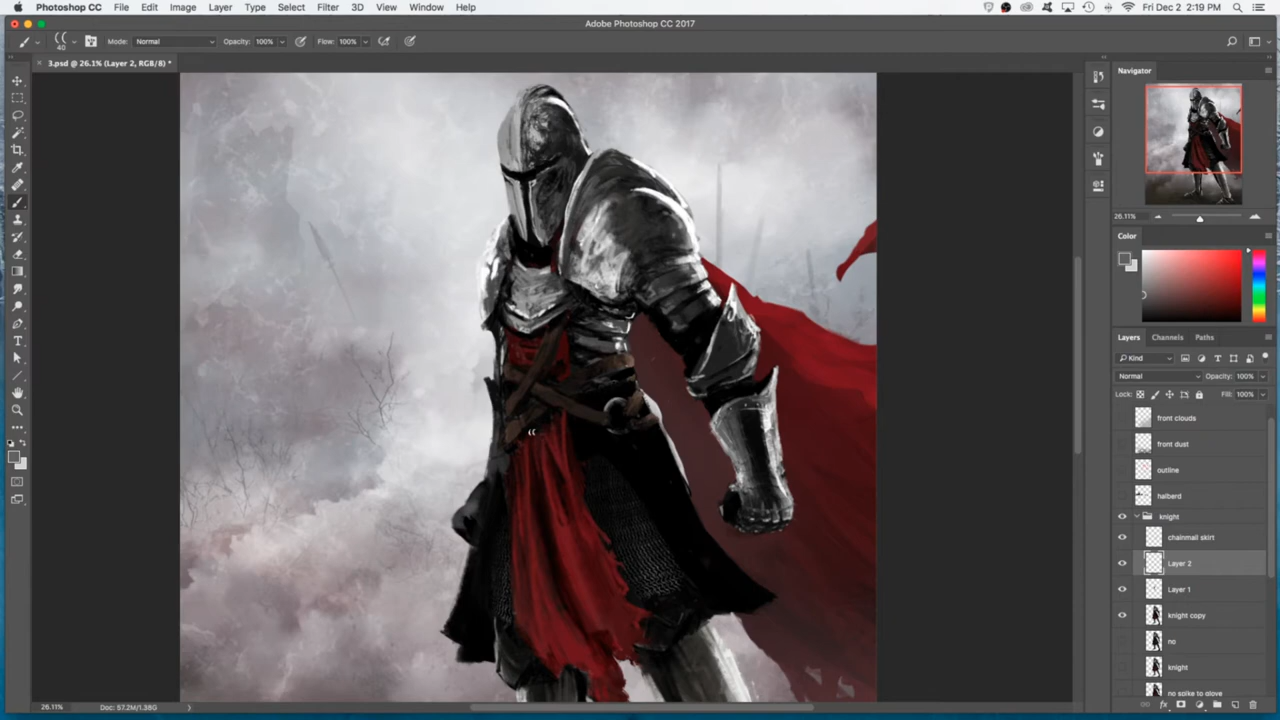 Photoshop CC File Edit Image Layer Type Select Filter 3D View Window Help Fri Dec 2 2:19 PM
Adobe Photoshop CC 2017
40 Mode: Normal Opacity: 100% Flow: 100%
× 3.psd @ 26.1% (Layer 2, RGB/8) *
Navigator
26.11%
Color
Layers Channels Paths
Kind
Normal Opacity: 100%
Lock: Fill: 100%
front clouds
front dust
outline
halberd
knight
chainmail skirt
Layer 2
Layer 1
knight copy
no
knight
no spike to glove
26.11% Doc: 57.2M/1.38G